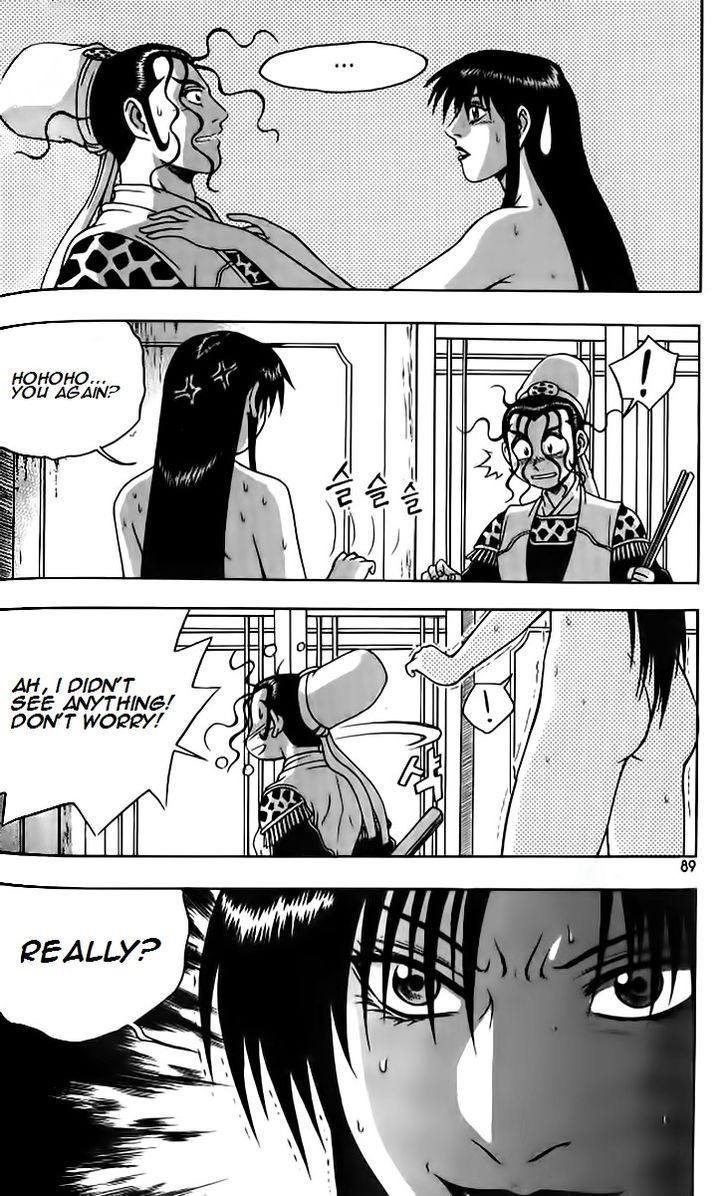 ...
HOHOHO...
YOU AGAIN?
!
슬 슬 슬
AH, I DIDN'T
SEE ANYTHING!
DON'T WORRY!
!
샥
89
REALLY?